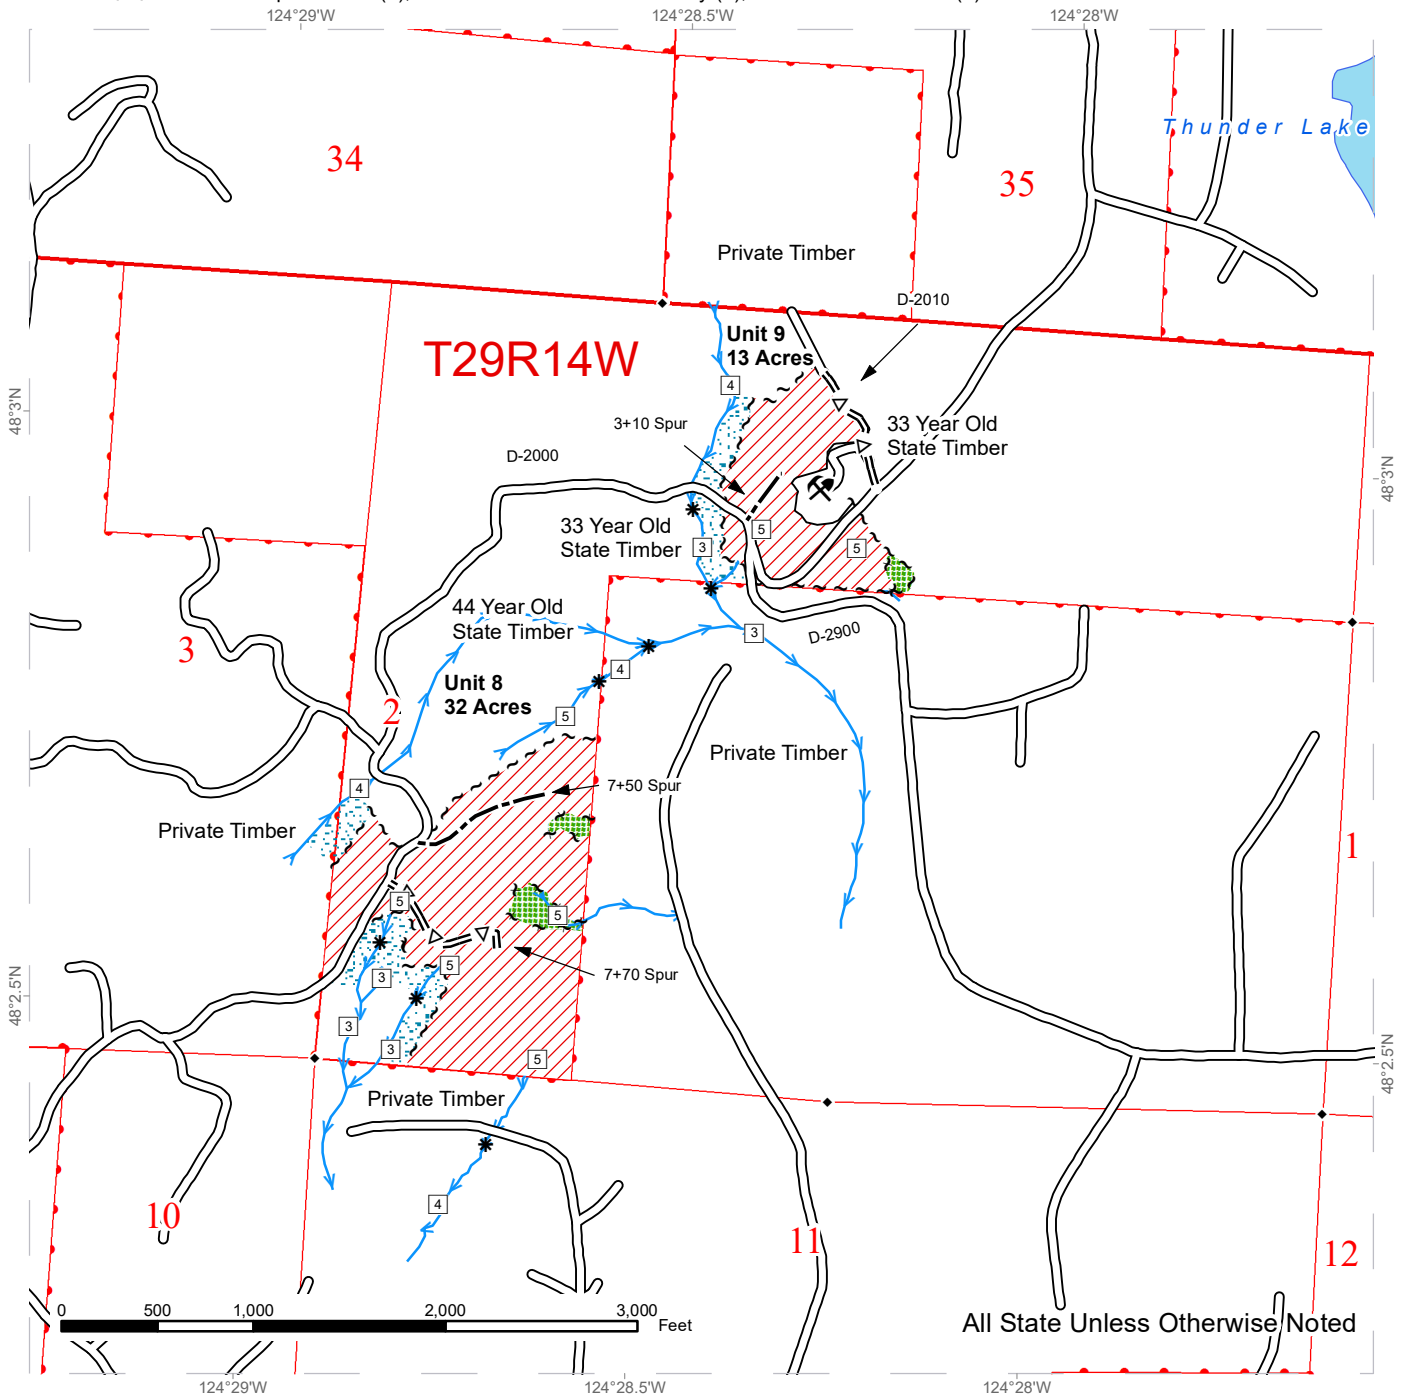 124°29'W
124°28.5'W
124°28'W
Thunder Lake
34
35
Private Timber
D-2010
Unit 9
13 Acres
T29R14W
4
48°3'N
3+10 Spur
33 Year Old
State Timber
D-2000
48°3'N
5
33 Year Old
State Timber
3
5
44 Year Old
State Timber
3
D-2900
3
4
Unit 8
32 Acres
2
5
Private Timber
7+50 Spur
4
Private Timber
1
5
5
5
7+70 Spur
3
48°2.5'N
3
3
5
48°2.5'N
Private Timber
4
10
11
12
0
500
1,000
2,000
3,000
Feet
All State Unless Otherwise Noted
124°29'W
124°28.5'W
124°28'W